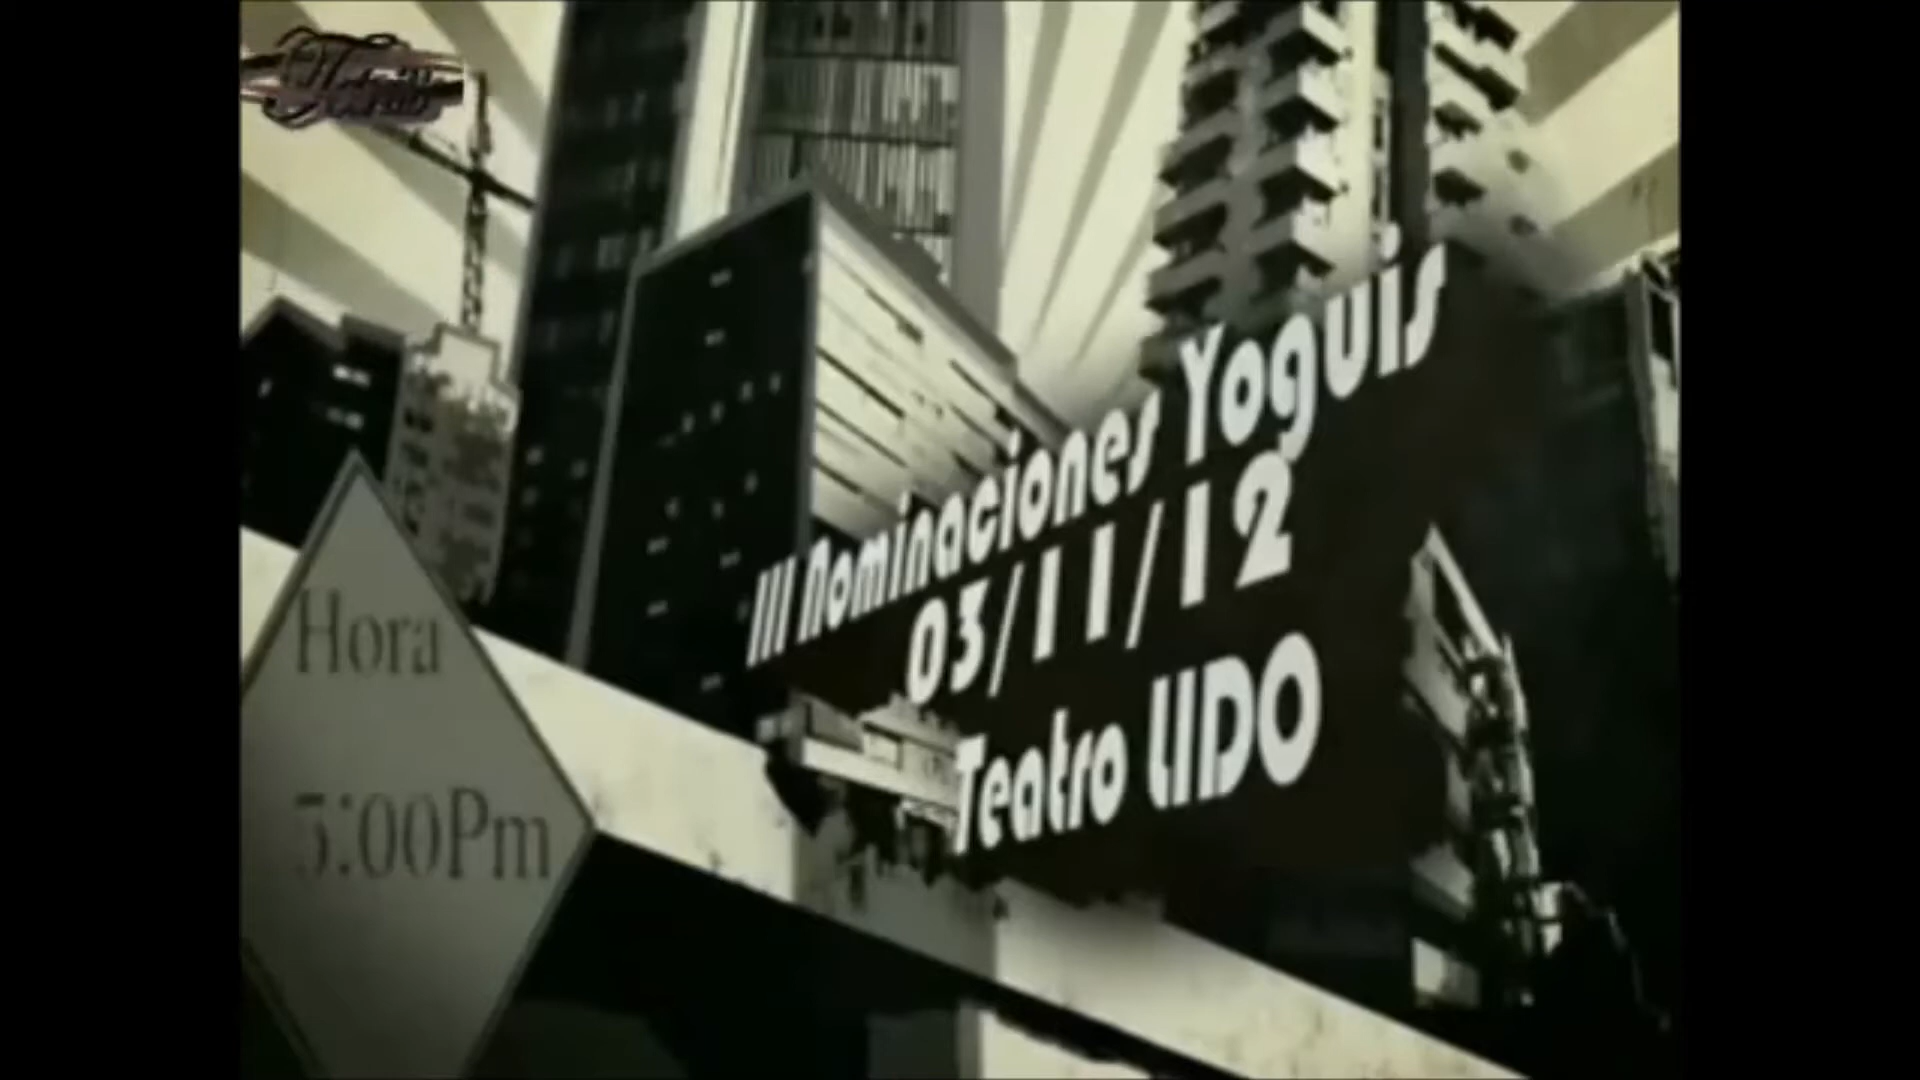 III Nominaciones Yoguis
03/11/12
Teatro LIDO
Hora
5:00Pm